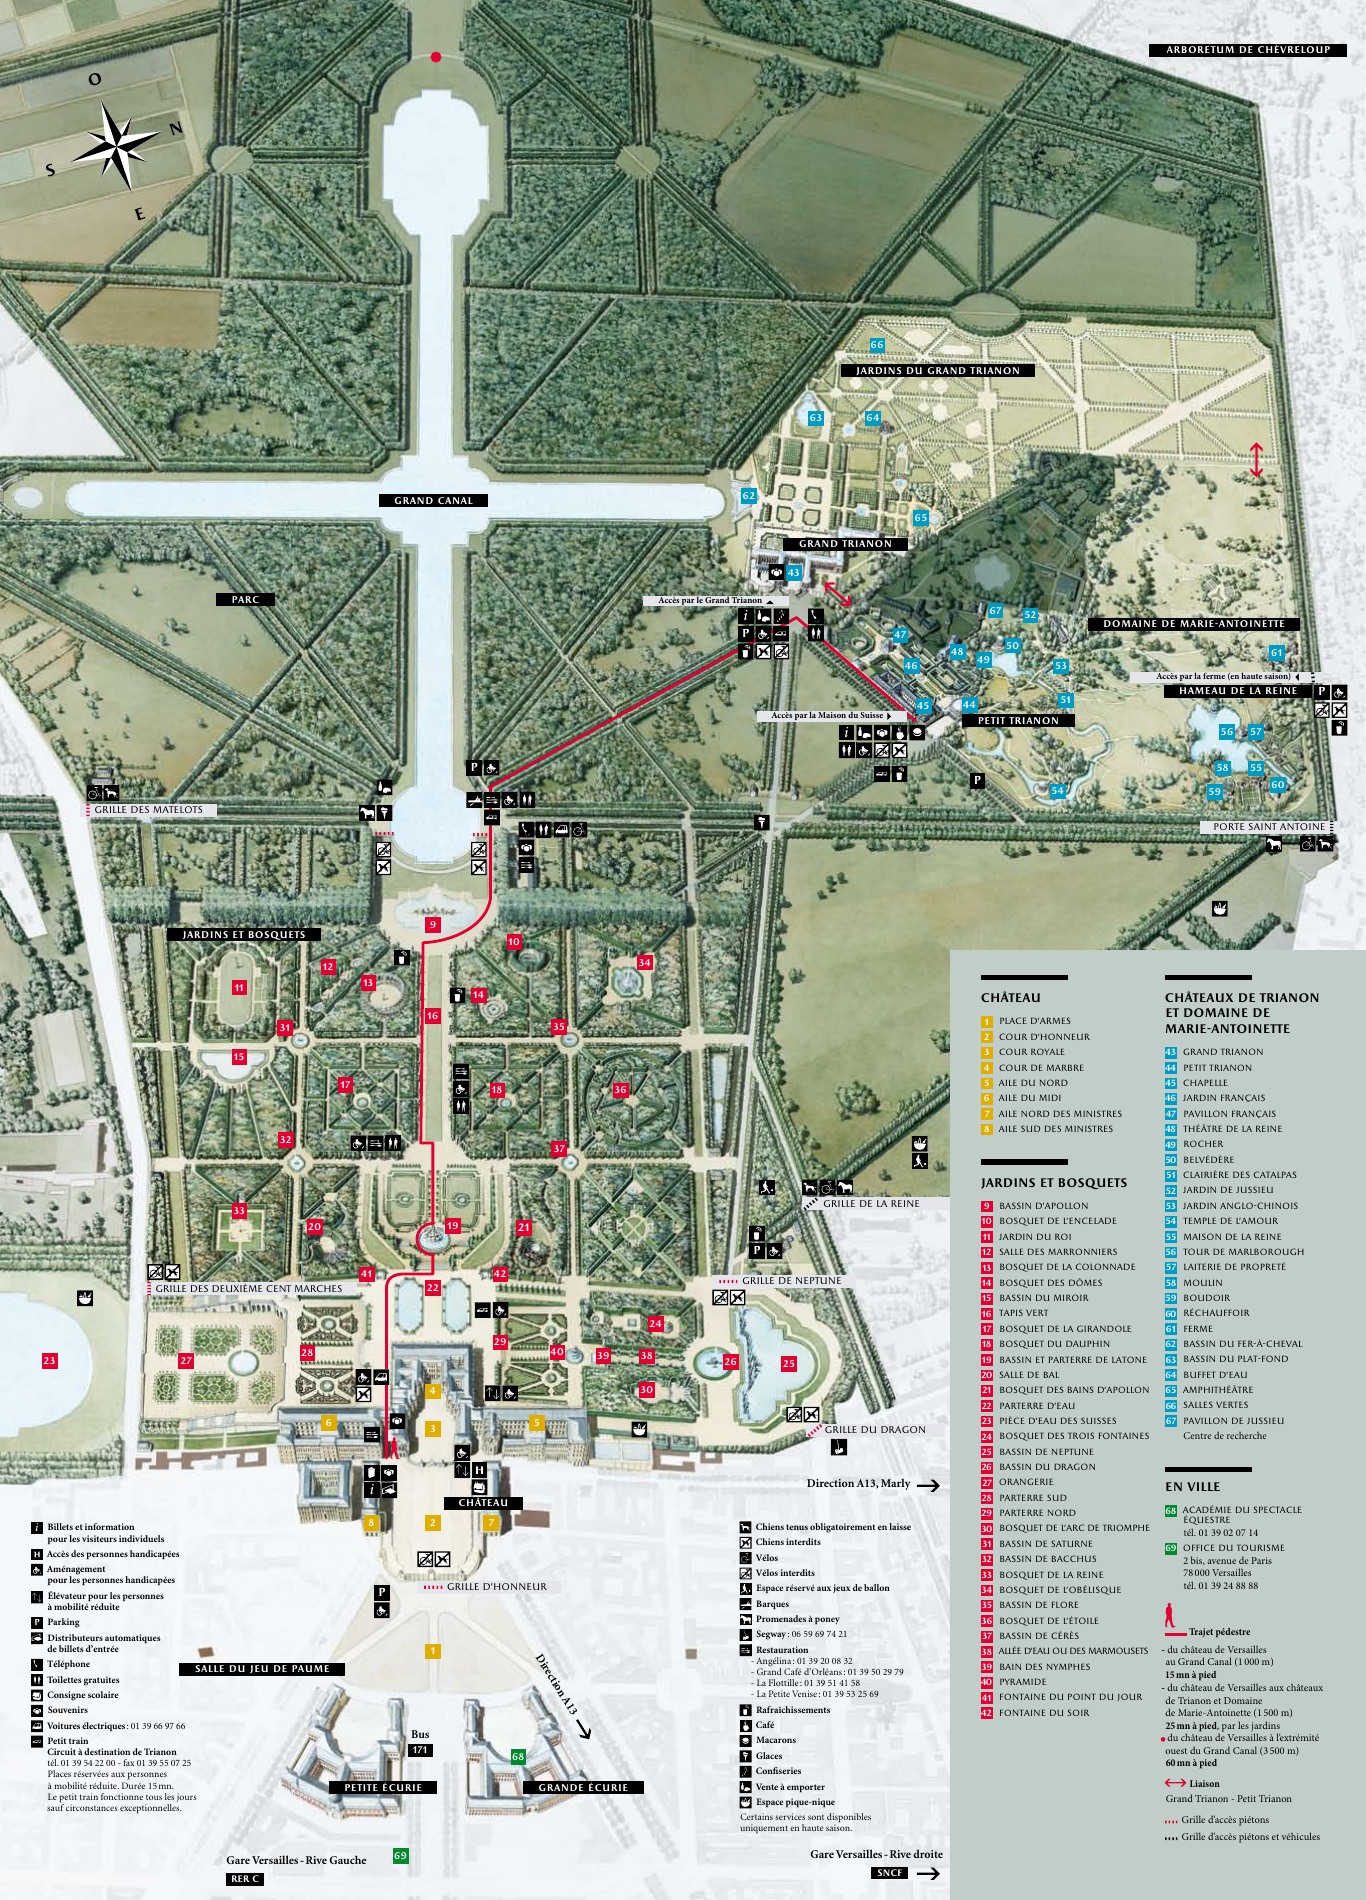 ARBORETUM DE CHÈVRELOUP
O
N
S
E
66
JARDINS DU GRAND TRIANON
63
64
62
65
GRAND CANAL
GRAND TRIANON
43
PARC
Accès par le Grand Trianon
67
52
DOMAINE DE MARIE-ANTOINETTE
47
48
50
49
46
53
61
Accès par la ferme (en haute saison)
HAMEAU DE LA REINE
P
45
44
51
Accès par la Maison du Suisse
PETIT TRIANON
56
57
58
55
59
60
54
P
P
GRILLE DES MATELOTS
PORTE SAINT ANTOINE
9
JARDINS ET BOSQUETS
10
12
13
34
11
14
16
31
35
15
17
18
36
32
37
GRILLE DE LA REINE
33
20
19
21
P
41
42
GRILLE DES DEUXIÈME CENT MARCHES
22
GRILLE DE NEPTUNE
24
29
28
40
39
38
23
27
26
25
4
30
6
3
5
GRILLE DU DRAGON
H
Direction A13, Marly
CHÂTEAU
8
2
7
GRILLE D'HONNEUR
P
1
SALLE DU JEU DE PAUME
Direction A13
Bus
171
68
PETITE ÉCURIE
GRANDE ÉCURIE
69
Gare Versailles - Rive Gauche
RER C
Gare Versailles - Rive droite
SNCF
i Billets et information
pour les visiteurs individuels
H Accès des personnes handicapées
Aménagement
pour les personnes handicapées
Élévateur pour les personnes
à mobilité réduite
P Parking
Distributeurs automatiques
de billets d'entrée
Téléphone
Toilettes gratuites
Consigne scolaire
Souvenirs
Voitures électriques : 01 39 66 97 66
Petit train
Circuit à destination de Trianon
tél. 01 39 54 22 00 - fax 01 39 55 07 25
Places réservées aux personnes
à mobilité réduite. Durée 15 mn.
Le petit train fonctionne tous les jours
sauf circonstances exceptionnelles.
Chiens tenus obligatoirement en laisse
Chiens interdits
Vélos
Vélos interdits
Espace réservé aux jeux de ballon
Barques
Promenades à poney
Segway : 06 59 69 74 21
Restauration
- Angélina : 01 39 20 08 32
- Grand Café d'Orléans : 01 39 50 29 79
- La Flottille : 01 39 51 41 58
- La Petite Venise : 01 39 53 25 69
Rafraichissements
Café
Macarons
Glaces
Confiseries
Vente à emporter
Espace pique-nique
Certains services sont disponibles
uniquement en haute saison.
CHÂTEAU
1 PLACE D'ARMES
2 COUR D'HONNEUR
3 COUR ROYALE
4 COUR DE MARBRE
5 AILE DU NORD
6 AILE DU MIDI
7 AILE NORD DES MINISTRES
8 AILE SUD DES MINISTRES
JARDINS ET BOSQUETS
9 BASSIN D'APOLLON
10 BOSQUET DE L'ENCELADE
11 JARDIN DU ROI
12 SALLE DES MARRONNIERS
13 BOSQUET DE LA COLONNADE
14 BOSQUET DES DÔMES
15 BASSIN DU MIROIR
16 TAPIS VERT
17 BOSQUET DE LA GIRANDOLE
18 BOSQUET DU DAUPHIN
19 BASSIN ET PARTERRE DE LATONE
20 SALLE DE BAL
21 BOSQUET DES BAINS D'APOLLON
22 PARTERRE D'EAU
23 PIÈCE D'EAU DES SUISSES
24 BOSQUET DES TROIS FONTAINES
25 BASSIN DE NEPTUNE
26 BASSIN DU DRAGON
27 ORANGERIE
28 PARTERRE SUD
29 PARTERRE NORD
30 BOSQUET DE L'ARC DE TRIOMPHE
31 BASSIN DE SATURNE
32 BASSIN DE BACCHUS
33 BOSQUET DE LA REINE
34 BOSQUET DE L'OBÉLISQUE
35 BASSIN DE FLORE
36 BOSQUET DE L'ÉTOILE
37 BASSIN DE CÉRÈS
38 ALLÉE D'EAU OU DES MARMOUSETS
39 BAIN DES NYMPHES
40 PYRAMIDE
41 FONTAINE DU POINT DU JOUR
42 FONTAINE DU SOIR
CHÂTEAUX DE TRIANON
ET DOMAINE DE
MARIE-ANTOINETTE
43 GRAND TRIANON
44 PETIT TRIANON
45 CHAPELLE
46 JARDIN FRANÇAIS
47 PAVILLON FRANÇAIS
48 THÉÂTRE DE LA REINE
49 ROCHER
50 BELVÉDÈRE
51 CLAIRIÈRE DES CATALPAS
52 JARDIN DE JUSSIEU
53 JARDIN ANGLO-CHINOIS
54 TEMPLE DE L'AMOUR
55 MAISON DE LA REINE
56 TOUR DE MARLBOROUGH
57 LAITERIE DE PROPRETÉ
58 MOULIN
59 BOUDOIR
60 RÉCHAUFFOIR
61 FERME
62 BASSIN DU FER-À-CHEVAL
63 BASSIN DU PLAT-FOND
64 BUFFET D'EAU
65 AMPHITHÉÂTRE
66 SALLES VERTES
67 PAVILLON DE JUSSIEU
Centre de recherche
EN VILLE
68 ACADÉMIE DU SPECTACLE
ÉQUESTRE
tél. 01 39 02 07 14
69 OFFICE DU TOURISME
2 bis, avenue de Paris
78000 Versailles
tél. 01 39 24 88 88
Trajet pédestre
- du château de Versailles
au Grand Canal (1 000 m)
15 mn à pied
- du château de Versailles aux châteaux
de Trianon et Domaine
de Marie-Antoinette (1 500 m)
25 mn à pied, par les jardins
du château de Versailles à l'extrémité
ouest du Grand Canal (3 500 m)
60 mn à pied
Liaison
Grand Trianon - Petit Trianon
Grille d'accès piétons
Grille d'accès piétons et véhicules